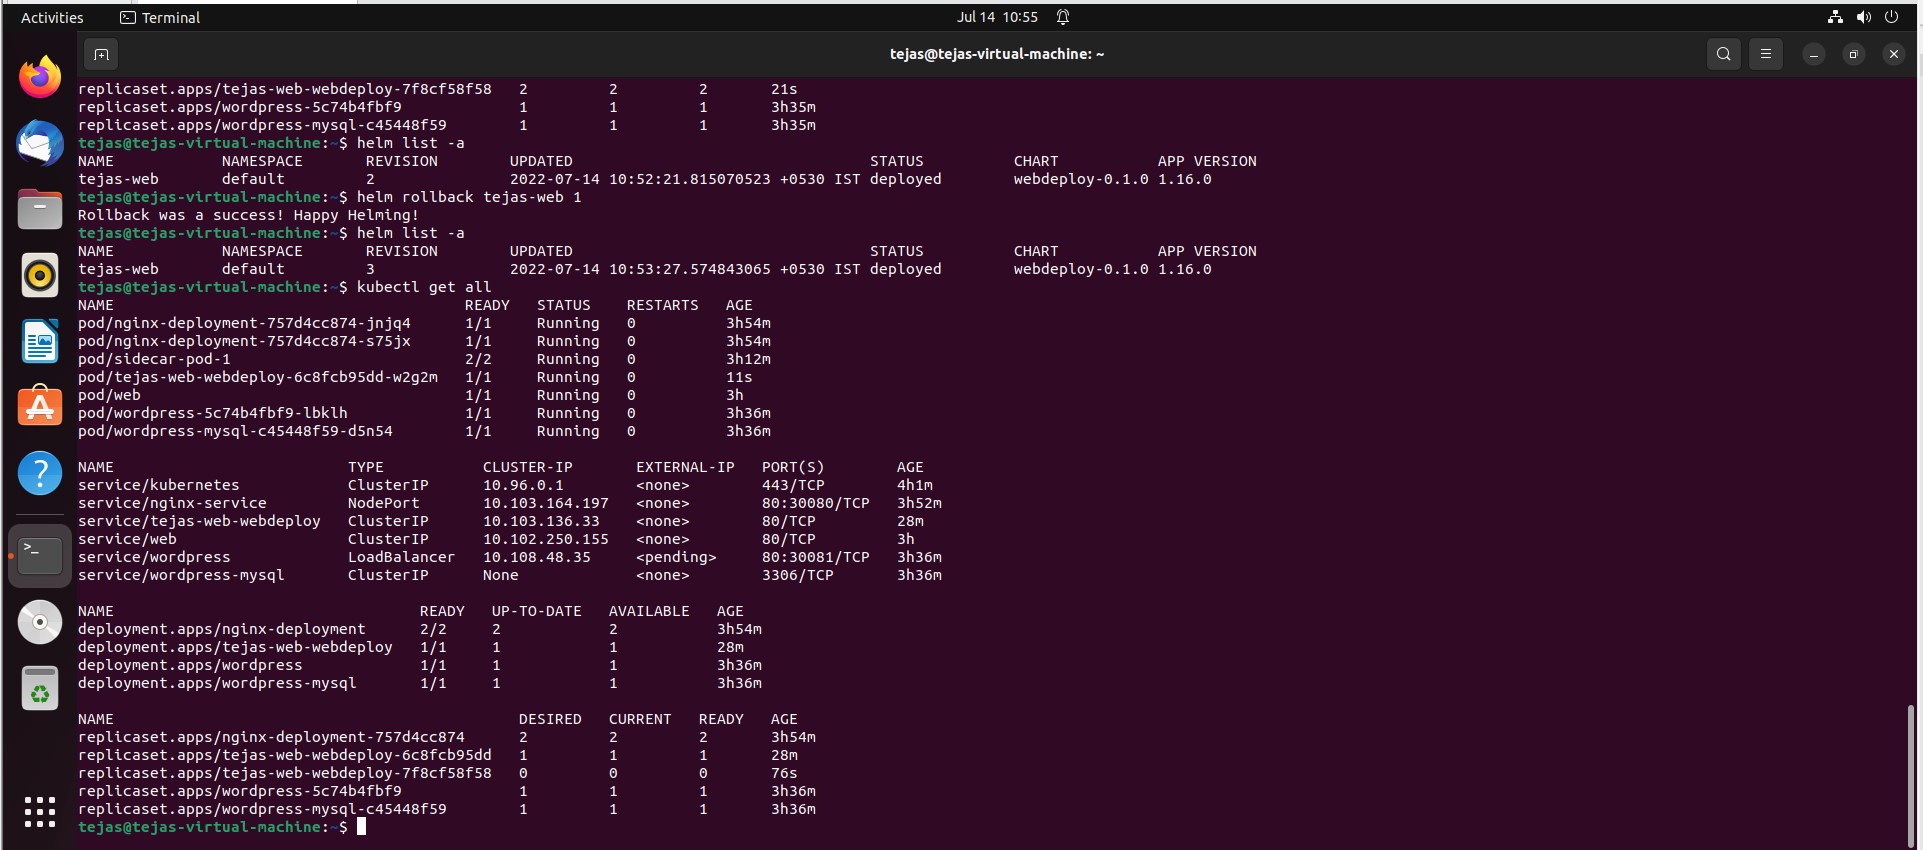 Activities Terminal Jul 14 10:55
tejas@tejas-virtual-machine: ~
replicaset.apps/tejas-web-webdeploy-7f8cf58f58 2 2 2 21s
replicaset.apps/wordpress-5c74b4fbf9 1 1 1 3h35m
replicaset.apps/wordpress-mysql-c45448f59 1 1 1 3h35m
tejas@tejas-virtual-machine:~$ helm list -a
NAME NAMESPACE REVISION UPDATED STATUS CHART APP VERSION
tejas-web default 2 2022-07-14 10:52:21.815070523 +0530 IST deployed webdeploy-0.1.0 1.16.0
tejas@tejas-virtual-machine:~$ helm rollback tejas-web 1
Rollback was a success! Happy Helming!
tejas@tejas-virtual-machine:~$ helm list -a
NAME NAMESPACE REVISION UPDATED STATUS CHART APP VERSION
tejas-web default 3 2022-07-14 10:53:27.574843065 +0530 IST deployed webdeploy-0.1.0 1.16.0
tejas@tejas-virtual-machine:~$ kubectl get all
NAME READY STATUS RESTARTS AGE
pod/nginx-deployment-757d4cc874-jnjq4 1/1 Running 0 3h54m
pod/nginx-deployment-757d4cc874-s75jx 1/1 Running 0 3h54m
pod/sidecar-pod-1 2/2 Running 0 3h12m
pod/tejas-web-webdeploy-6c8fcb95dd-w2g2m 1/1 Running 0 11s
pod/web 1/1 Running 0 3h
pod/wordpress-5c74b4fbf9-lbklh 1/1 Running 0 3h36m
pod/wordpress-mysql-c45448f59-d5n54 1/1 Running 0 3h36m
NAME TYPE CLUSTER-IP EXTERNAL-IP PORT(S) AGE
service/kubernetes ClusterIP 10.96.0.1 <none> 443/TCP 4h1m
service/nginx-service NodePort 10.103.164.197 <none> 80:30080/TCP 3h52m
service/tejas-web-webdeploy ClusterIP 10.103.136.33 <none> 80/TCP 28m
service/web ClusterIP 10.102.250.155 <none> 80/TCP 3h
service/wordpress LoadBalancer 10.108.48.35 <pending> 80:30081/TCP 3h36m
service/wordpress-mysql ClusterIP None <none> 3306/TCP 3h36m
NAME READY UP-TO-DATE AVAILABLE AGE
deployment.apps/nginx-deployment 2/2 2 2 3h54m
deployment.apps/tejas-web-webdeploy 1/1 1 1 28m
deployment.apps/wordpress 1/1 1 1 3h36m
deployment.apps/wordpress-mysql 1/1 1 1 3h36m
NAME DESIRED CURRENT READY AGE
replicaset.apps/nginx-deployment-757d4cc874 2 2 2 3h54m
replicaset.apps/tejas-web-webdeploy-6c8fcb95dd 1 1 1 28m
replicaset.apps/tejas-web-webdeploy-7f8cf58f58 0 0 0 76s
replicaset.apps/wordpress-5c74b4fbf9 1 1 1 3h36m
replicaset.apps/wordpress-mysql-c45448f59 1 1 1 3h36m
tejas@tejas-virtual-machine:~$